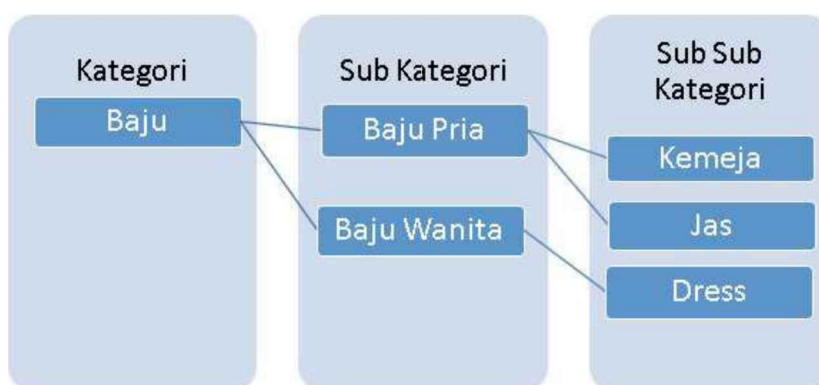 Kategori
Baju
Sub Kategori
Baju Pria
Baju Wanita
Sub Sub
Kategori
Kemeja
Jas
Dress